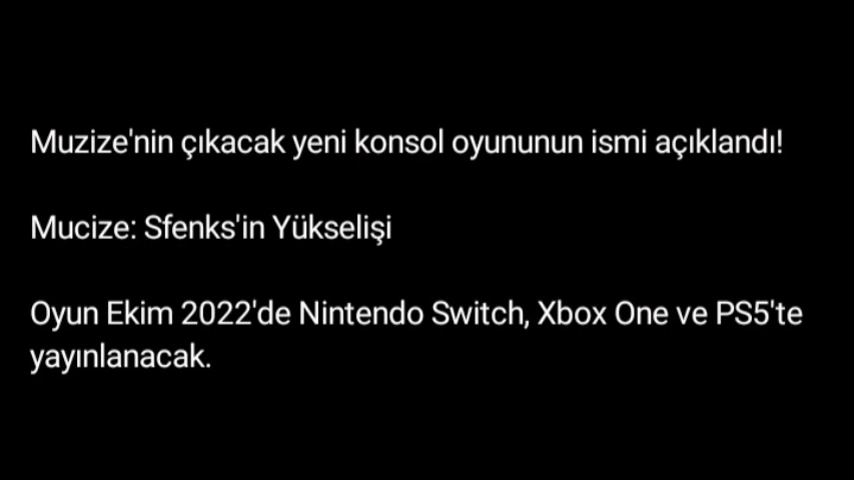 Muzize'nin çıkacak yeni konsol oyununun ismi açıklandı!
Mucize: Sfenks'in Yükselişi
Oyun Ekim 2022'de Nintendo Switch, Xbox One ve PS5'te
yayınlanacak.